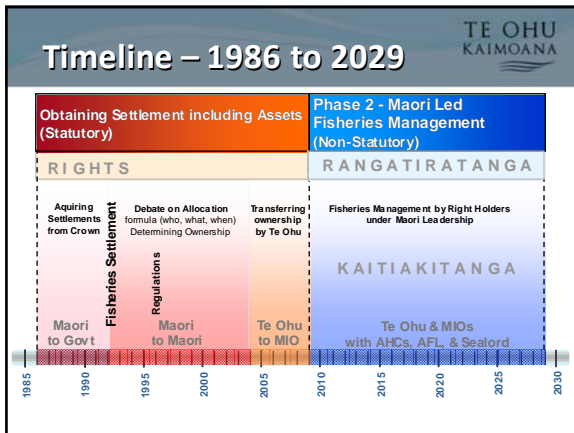 Timeline – 1986 to 2029
TE OHU
KAIMOANA
Obtaining Settlement including Assets
(Statutory)
Phase 2 - Maori Led
Fisheries Management
(Non-Statutory)
RIGHTS
RANGATIRATANGA
Aquiring
Settlements
from Crown
Fisheries Settlement
Debate on Allocation
formula (who, what, when)
Determining Ownership
Regulations
Transferring
ownership
by Te Ohu
Fisheries Management by Right Holders
under Maori Leadership
KAITIAKITANGA
Maori
to Govt
Maori
to Maori
Te Ohu
to MIO
Te Ohu & MIOs
with AHCs, AFL, & Sealord
1985
1990
1995
2000
2005
2010
2015
2020
2025
2030